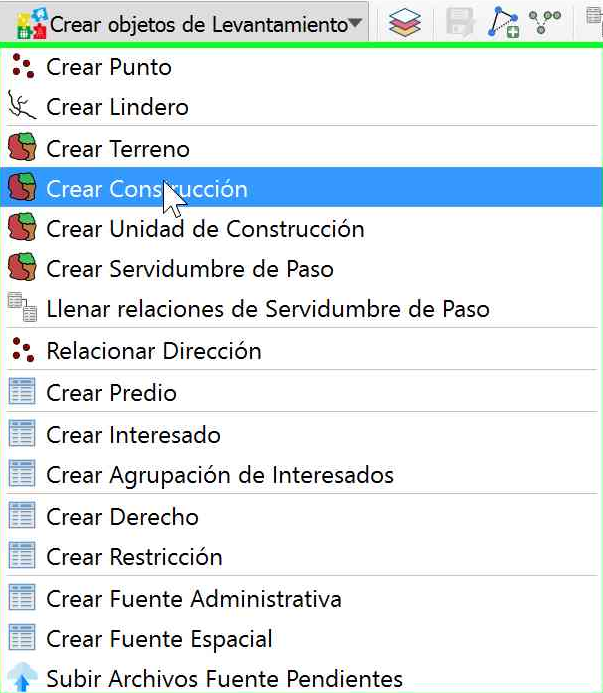 Crear objetos de Levantamiento
Crear Punto
Crear Lindero
Crear Terreno
Crear Construcción
Crear Unidad de Construcción
Crear Servidumbre de Paso
Llenar relaciones de Servidumbre de Paso
Relacionar Dirección
Crear Predio
Crear Interesado
Crear Agrupación de Interesados
Crear Derecho
Crear Restricción
Crear Fuente Administrativa
Crear Fuente Espacial
Subir Archivos Fuente Pendientes